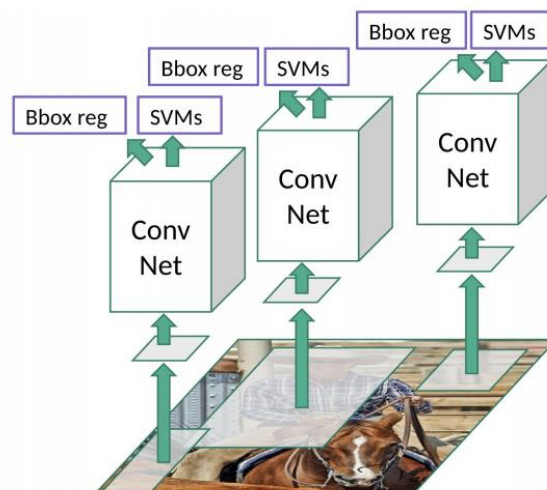 Bbox reg SVMs
Bbox reg SVMs
Bbox reg SVMs
Conv
Net
Conv
Net
Conv
Net